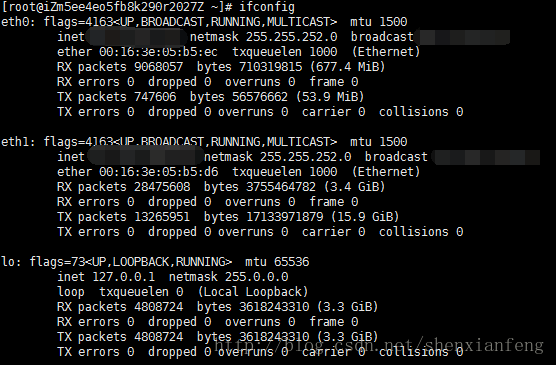 [root@iZm5ee4eo5fb8k290r2027Z ~]# ifconfig
eth0: flags=4163<UP,BROADCAST,RUNNING,MULTICAST>  mtu 1500
inet netmask 255.255.255.0  broadcast
ether 00:16:3e:05:b5:ec  txqueuelen 1000  (Ethernet)
RX packets 9068057  bytes 710319815 (677.4 MiB)
RX errors 0  dropped 0  overruns 0  frame 0
TX packets 747606  bytes 56576662 (53.9 MiB)
TX errors 0  dropped 0 overruns 0  carrier 0  collisions 0
eth1: flags=4163<UP,BROADCAST,RUNNING,MULTICAST>  mtu 1500
inet netmask 255.255.252.0  broadcast
ether 00:16:3e:05:b5:d6  txqueuelen 1000  (Ethernet)
RX packets 28475608  bytes 3755464782 (3.4 GiB)
RX errors 0  dropped 0  overruns 0  frame 0
TX packets 13265951  bytes 17133971879 (15.9 GiB)
TX errors 0  dropped 0 overruns 0  carrier 0  collisions 0
lo: flags=73<UP,LOOPBACK,RUNNING>  mtu 65536
inet 127.0.0.1  netmask 255.0.0.0
loop  txqueuelen 0  (Local Loopback)
RX packets 4808724  bytes 3618243310 (3.3 GiB)
RX errors 0  dropped 0  overruns 0  frame 0
TX packets 4808724  bytes 3618243310 (3.3 GiB)
TX errors 0  dropped 0 overruns 0  carrier 0  collisions 0
http://blog.csdn.net/shenxianfeng